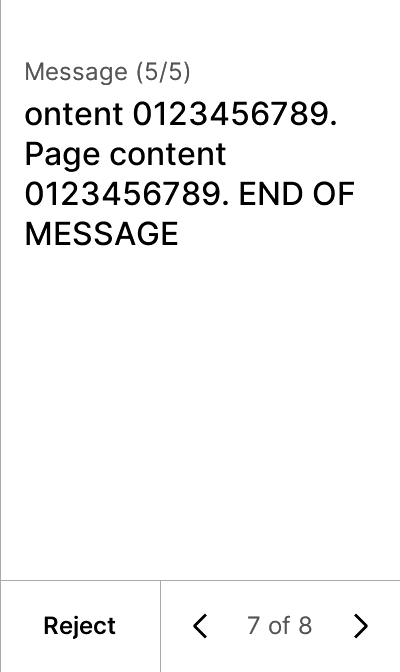 Message (5/5)
ontent 0123456789.
Page content
0123456789. END OF
MESSAGE
Reject
7 of 8